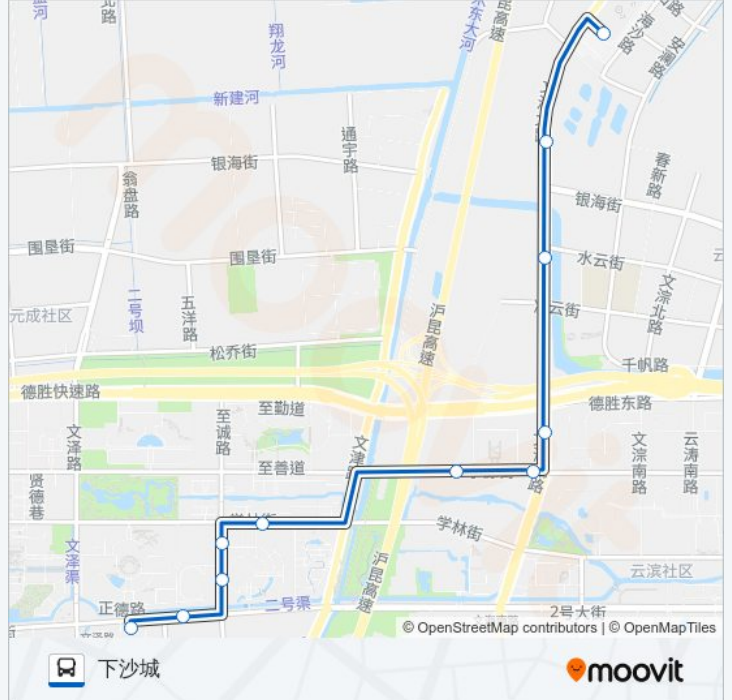 翔龙河
东大河
昆高速
海沙路
安澜路
新建河
通宇路
银海街
翁盘路
春新路
银海街
围垦街
围垦街
水云街
二号坝
五洋路
元成社区
沪昆高速
文淙北路
云街
松乔街
千帆路
德胜快速路
至勤道
德胜东路
至诚路
文泽路
文津
至善道
文淙南路
云涛南路
贤德巷
学林街
文泽渠
沪昆高速
云滨社区
正德路
二号渠
2号大街
© OpenStreetMap contributors | © OpenMapTiles
下沙城
moovit